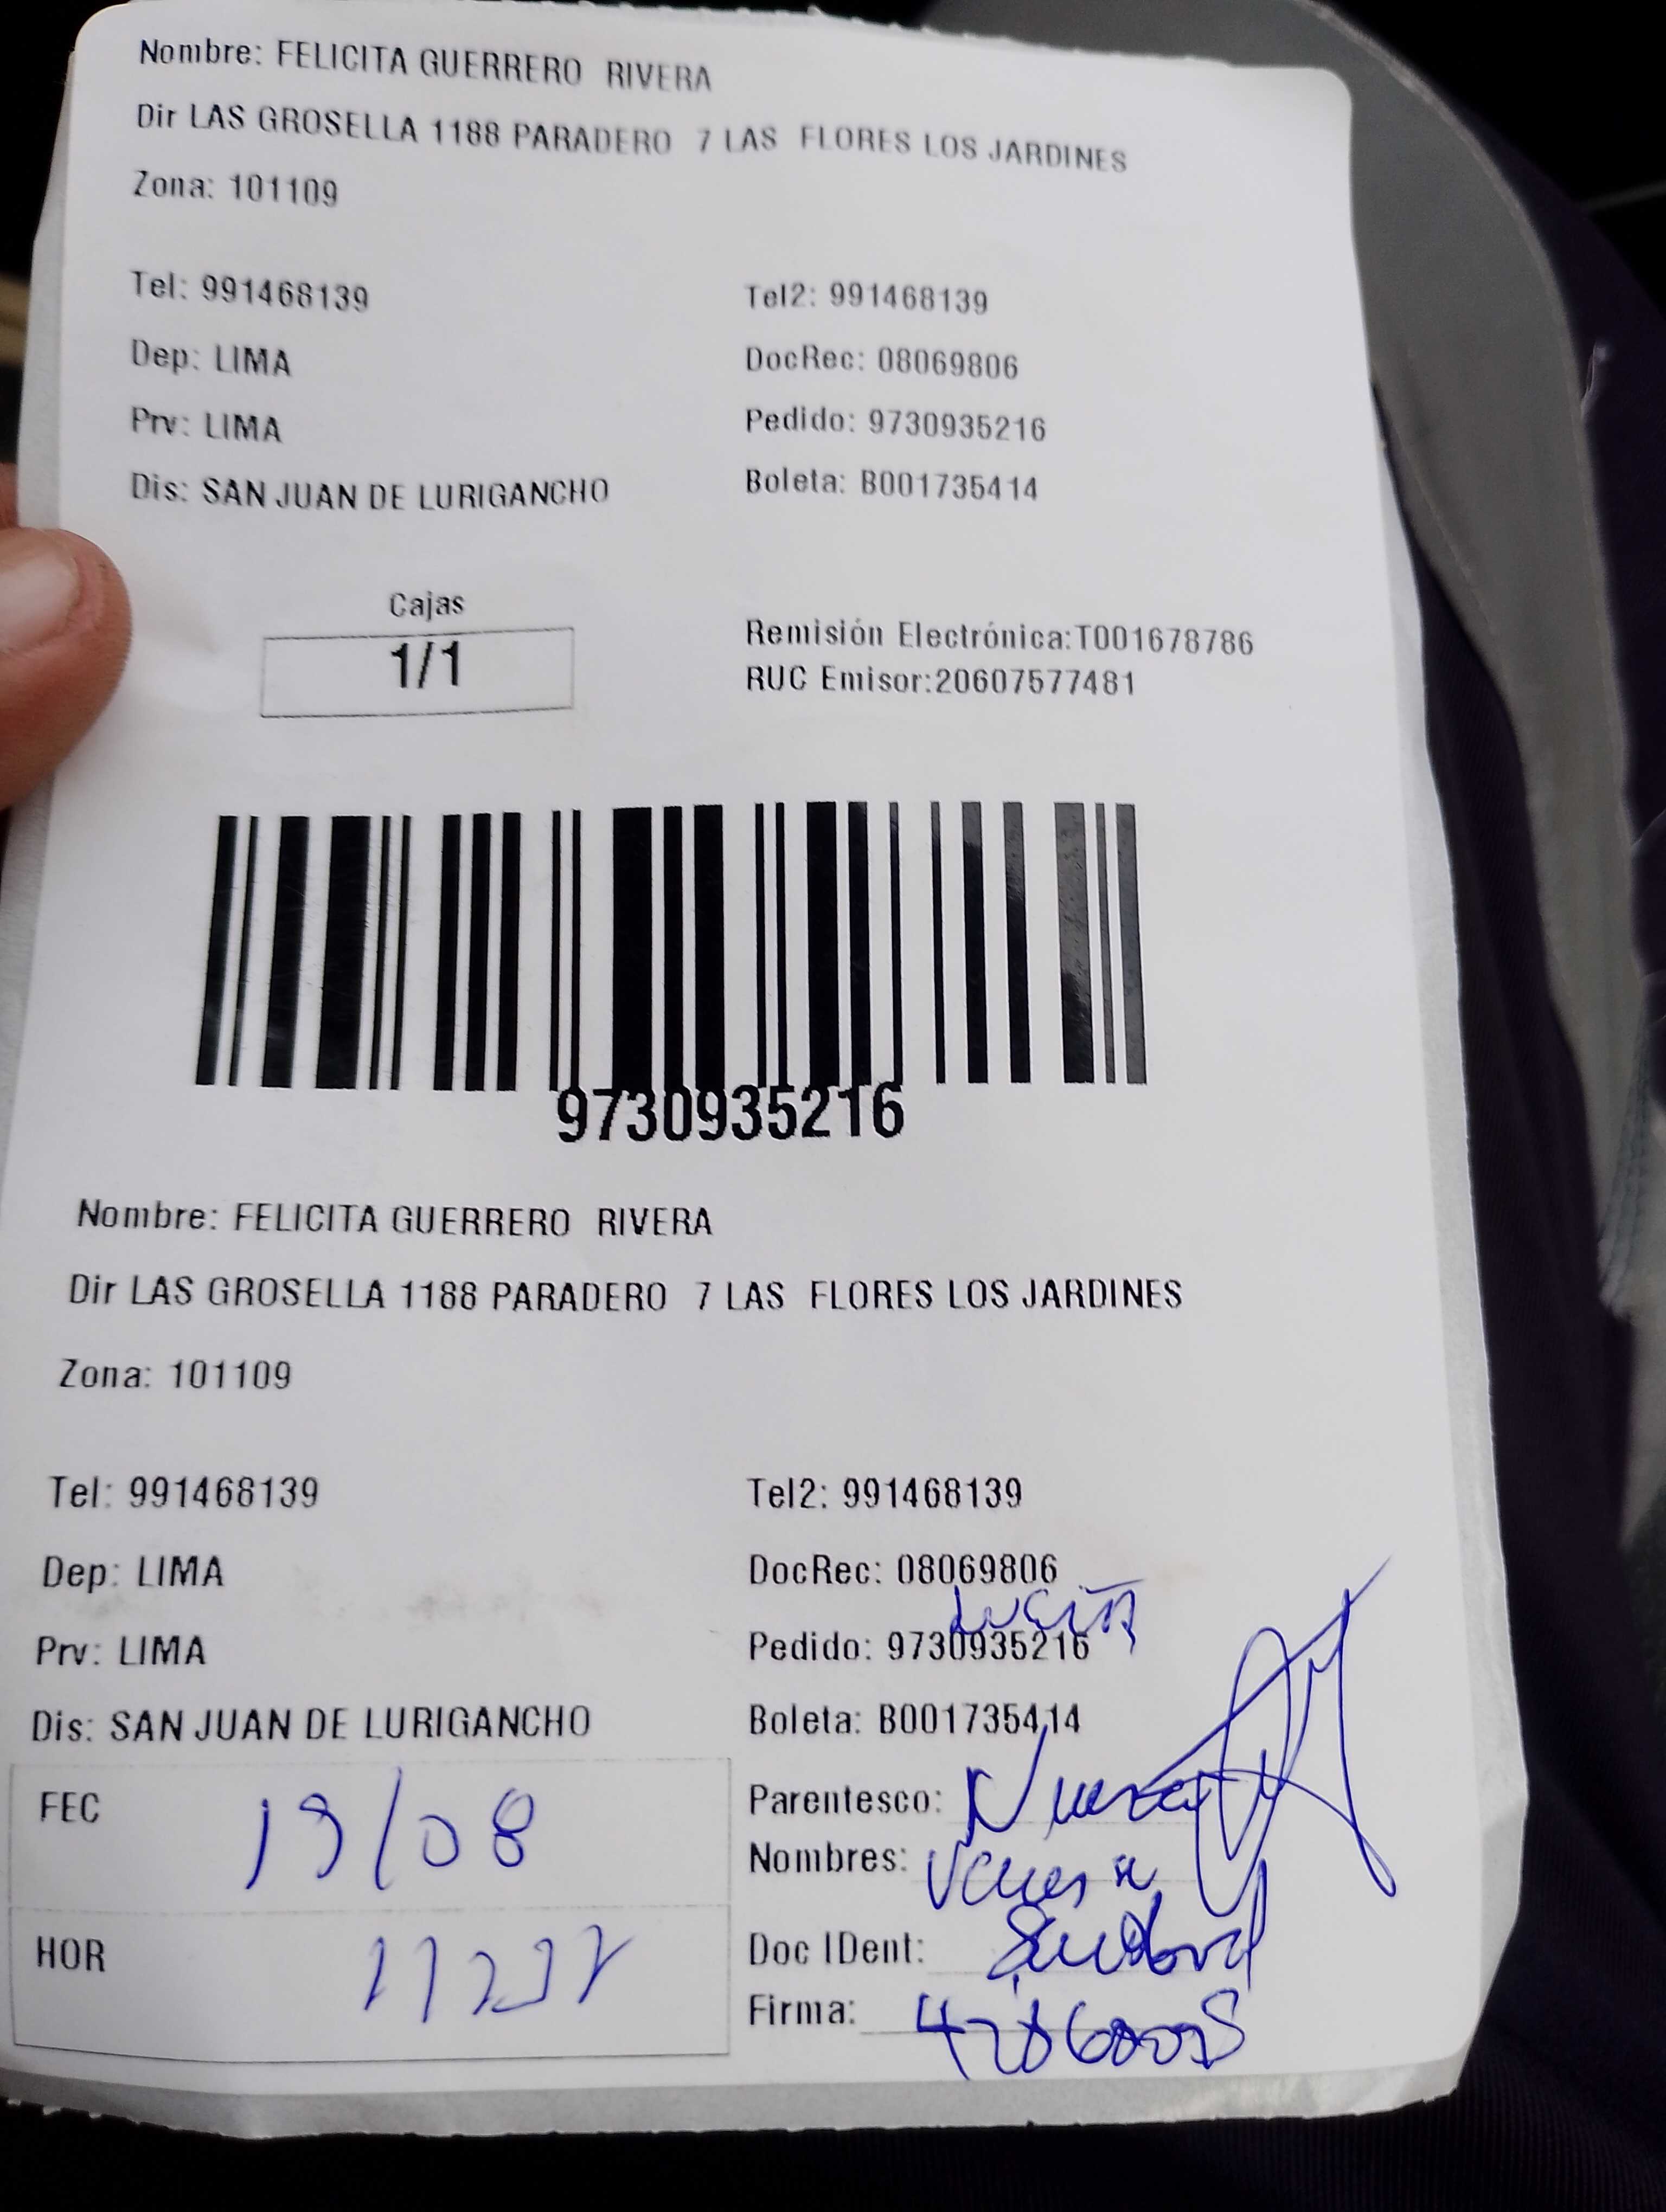 Nombre: FELICITA GUERRERO RIVERA
Dir LAS GROSELLA 1188 PARADERO 7 LAS FLORES LOS JARDINES
Zona: 101109
Tel: 991468139 Tel2: 991468139
Dep: LIMA DocRec: 08069806
Prv: LIMA Pedido: 9730935216
Dis: SAN JUAN DE LURIGANCHO Boleta: B001735414
Cajas
1/1
Remisión Electrónica:T001678786
RUC Emisor:20607577481
9730935216
Nombre: FELICITA GUERRERO RIVERA
Dir LAS GROSELLA 1188 PARADERO 7 LAS FLORES LOS JARDINES
Zona: 101109
Tel: 991468139 Tel2: 991468139
Dep: LIMA DocRec: 08069806
Prv: LIMA Pedido: 9730935216
Dis: SAN JUAN DE LURIGANCHO Boleta: B001735414
FEC 19/08
Parentesco:
Nombres:
HOR
Doc IDent:
Firma: